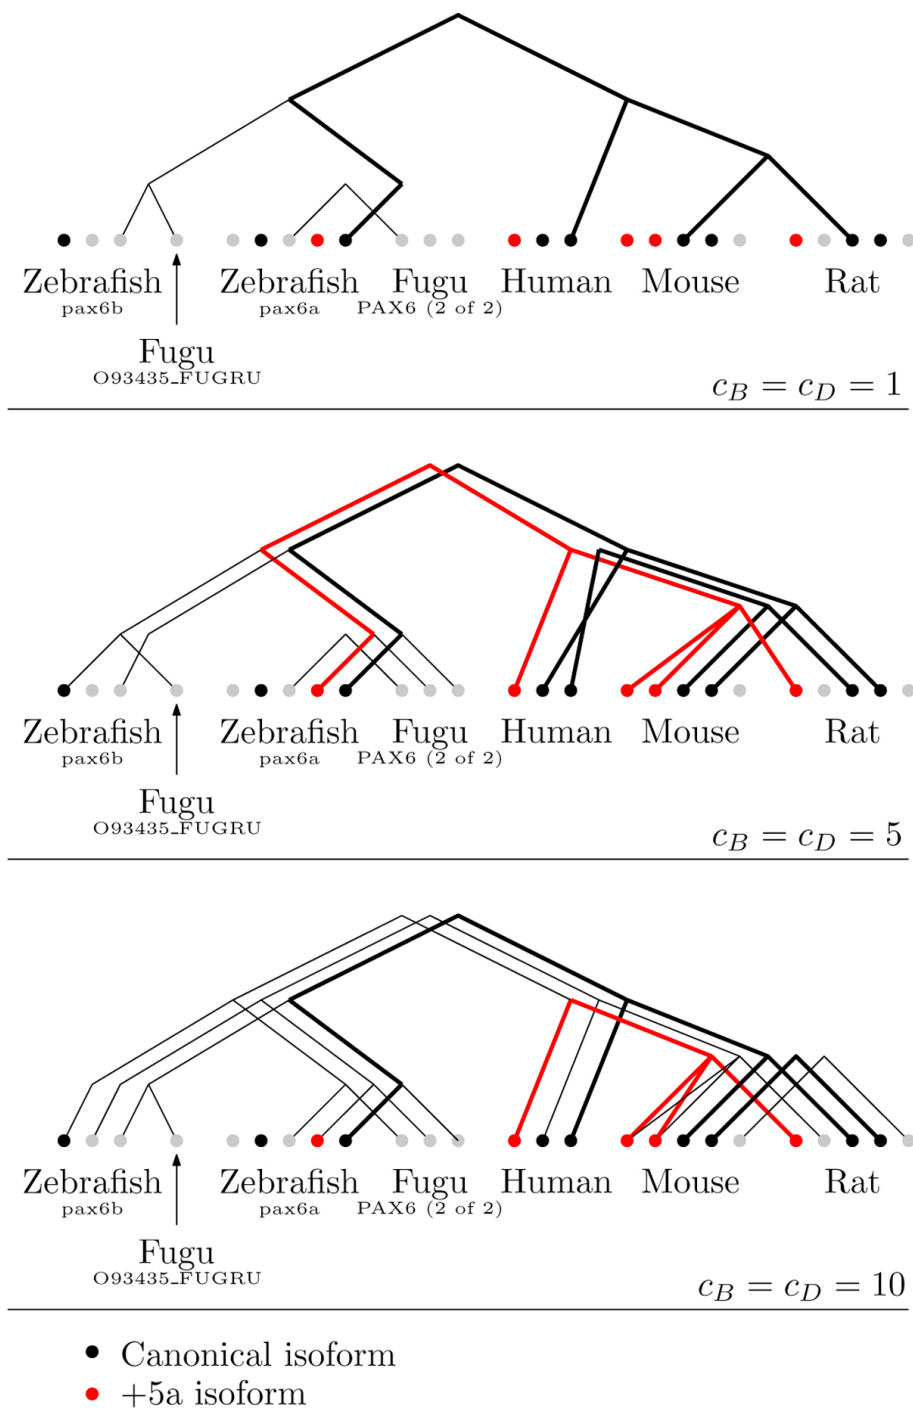 Zebrafish Zebrafish Fugu Human Mouse Rat
pax6b pax6a PAX6 (2 of 2)
Fugu
O93435_FUGRU
c_B = c_D = 1
Zebrafish Zebrafish Fugu Human Mouse Rat
pax6b pax6a PAX6 (2 of 2)
Fugu
O93435_FUGRU
c_B = c_D = 5
Zebrafish Zebrafish Fugu Human Mouse Rat
pax6b pax6a PAX6 (2 of 2)
Fugu
O93435_FUGRU
c_B = c_D = 10
Canonical isoform
+5a isoform